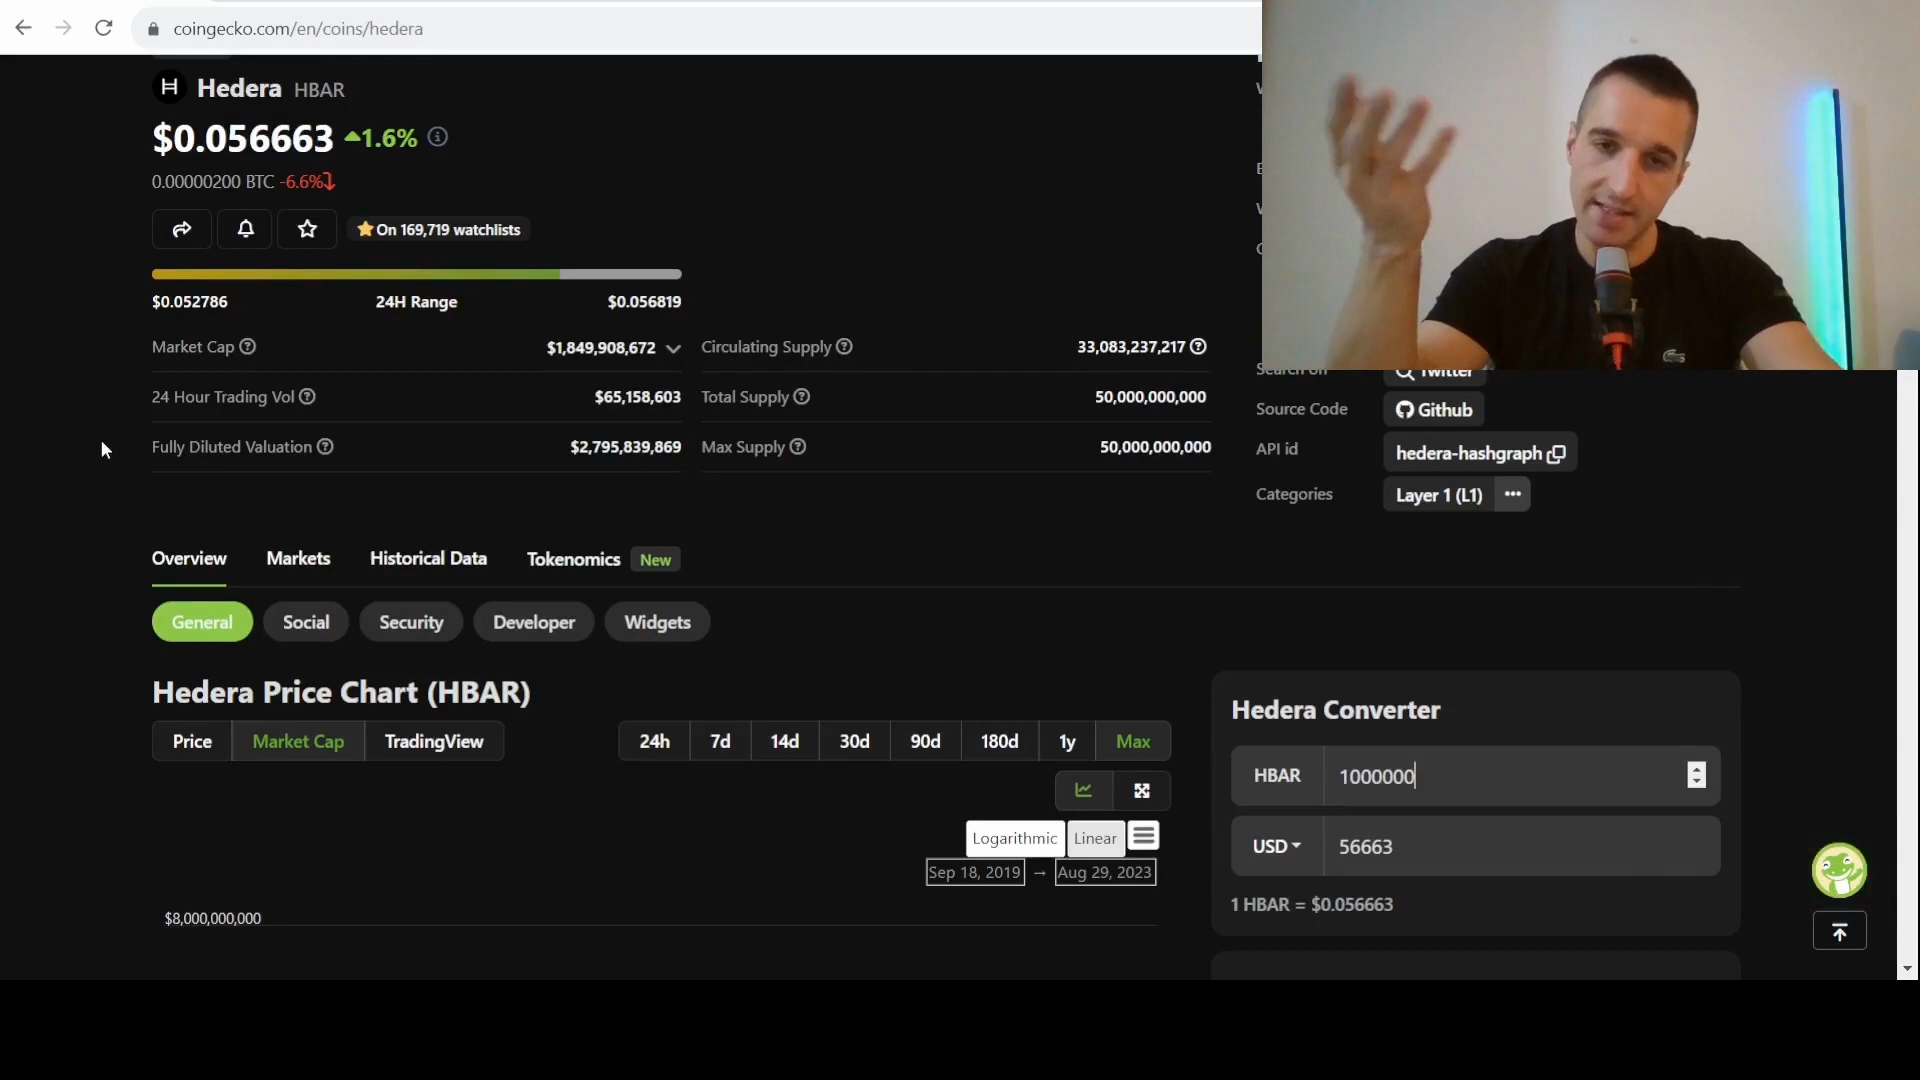 coingecko.com/en/coins/hedera
H Hedera HBAR
$0.056663 1.6%
0.00000200 BTC -6.6%
On 169,719 watchlists
$0.052786 24H Range $0.056819
Market Cap $1,849,908,672
24 Hour Trading Vol $65,158,603
Fully Diluted Valuation $2,795,839,869
Circulating Supply 33,083,237,217
Total Supply 50,000,000,000
Max Supply 50,000,000,000
Search on Twitter
Source Code Github
API id hedera-hashgraph
Categories Layer 1 (L1)
Overview Markets Historical Data Tokenomics New
General Social Security Developer Widgets
Hedera Price Chart (HBAR)
Price Market Cap TradingView 24h 7d 14d 30d 90d 180d 1y Max
Logarithmic Linear
Sep 18, 2019 → Aug 29, 2023
$8,000,000,000
Hedera Converter
HBAR 1000000
USD 56663
1 HBAR = $0.056663